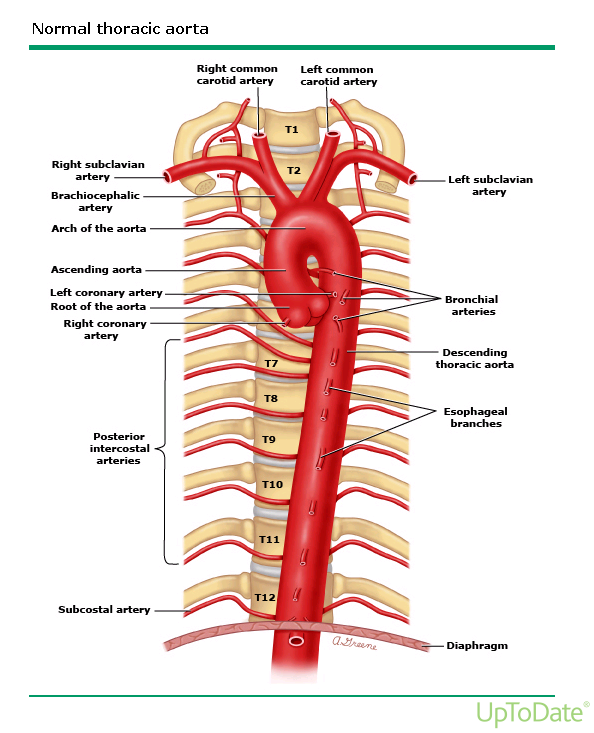 Normal thoracic aorta
Right common
carotid artery
Left common
carotid artery
T1
T2
Right subclavian
artery
Left subclavian
artery
Brachiocephalic
artery
Arch of the aorta
Ascending aorta
Left coronary artery
Root of the aorta
Right coronary
artery
Bronchial
arteries
Descending
thoracic aorta
T7
T8
Esophageal
branches
T9
Posterior
intercostal
arteries
T10
T11
T12
Subcostal artery
A.Greene
Diaphragm
UpToDate®